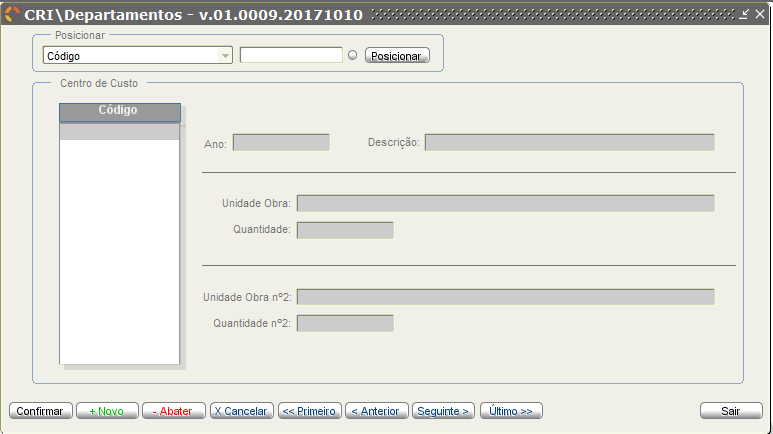 CRI\Departamentos - v.01.0009.20171010
Posicionar
Código Posicionar
Centro de Custo
Código
Ano: Descrição:
Unidade Obra:
Quantidade:
Unidade Obra nº2:
Quantidade nº2:
Confirmar + Novo - Abater X Cancelar << Primeiro < Anterior Seguinte > Último >> Sair